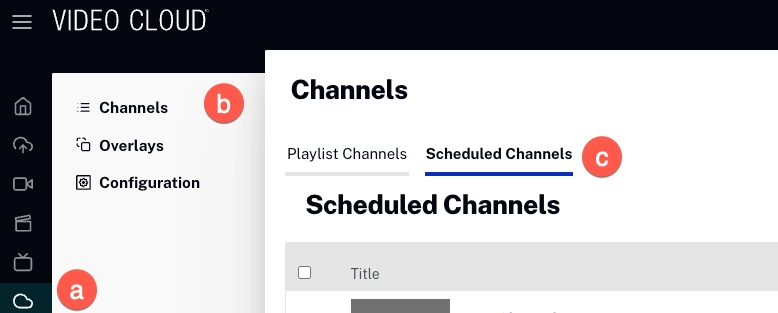 VIDEO CLOUD
Channels
Channels b
Overlays
Playlist Channels Scheduled Channels c
Configuration
Scheduled Channels
Title
a